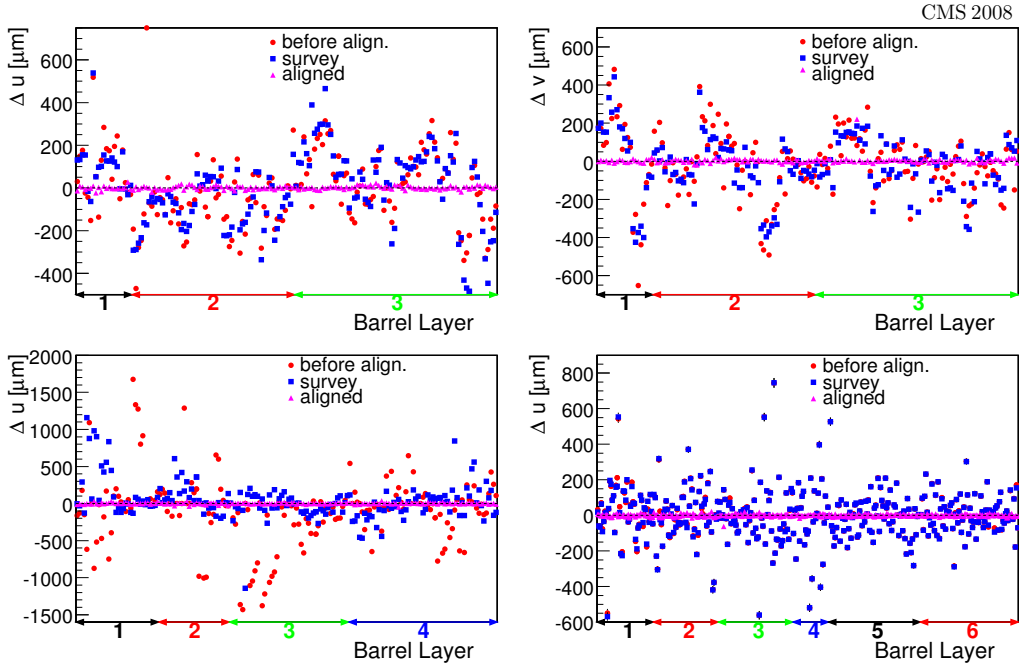 CMS 2008
Δ u [μm]
before align.
survey
aligned
600
400
200
0
-200
-400
1 2 3
Barrel Layer
Δ v [μm]
before align.
survey
aligned
600
400
200
0
-200
-400
-600
1 2 3
Barrel Layer
Δ u [μm]
before align.
survey
aligned
2000
1500
1000
500
0
-500
-1000
-1500
1 2 3 4
Barrel Layer
Δ u [μm]
before align.
survey
aligned
800
600
400
200
0
-200
-400
-600
1 2 3 4 5 6
Barrel Layer